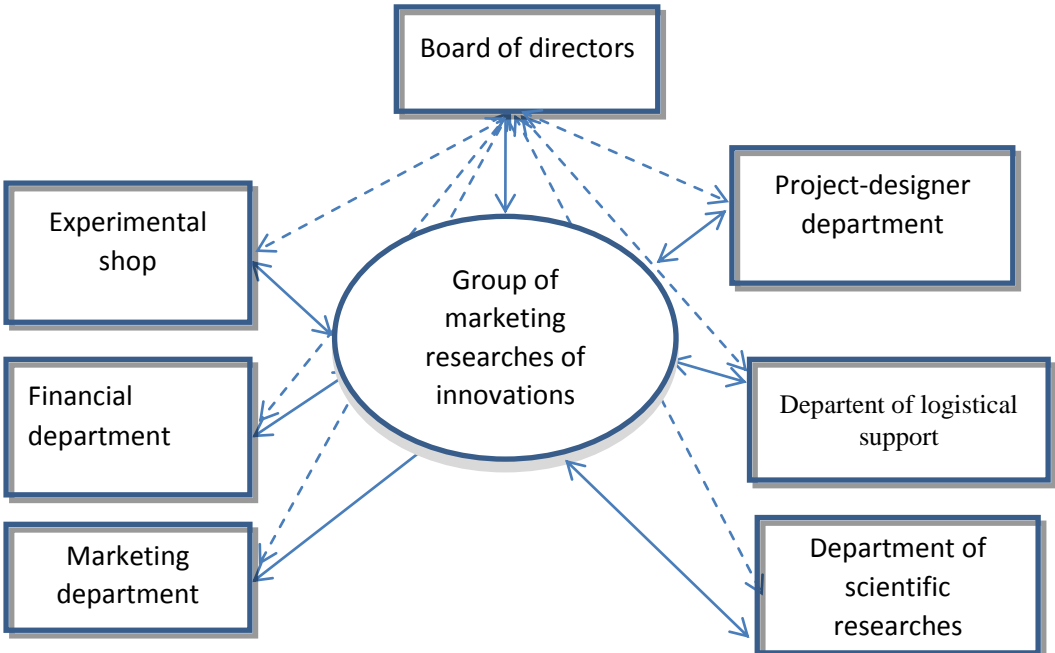 Board of directors
Experimental
shop
Project-designer
department
Group of
marketing
researches of
innovations
Financial
department
Departent of logistical
support
Marketing
department
Department of
scientific
researches